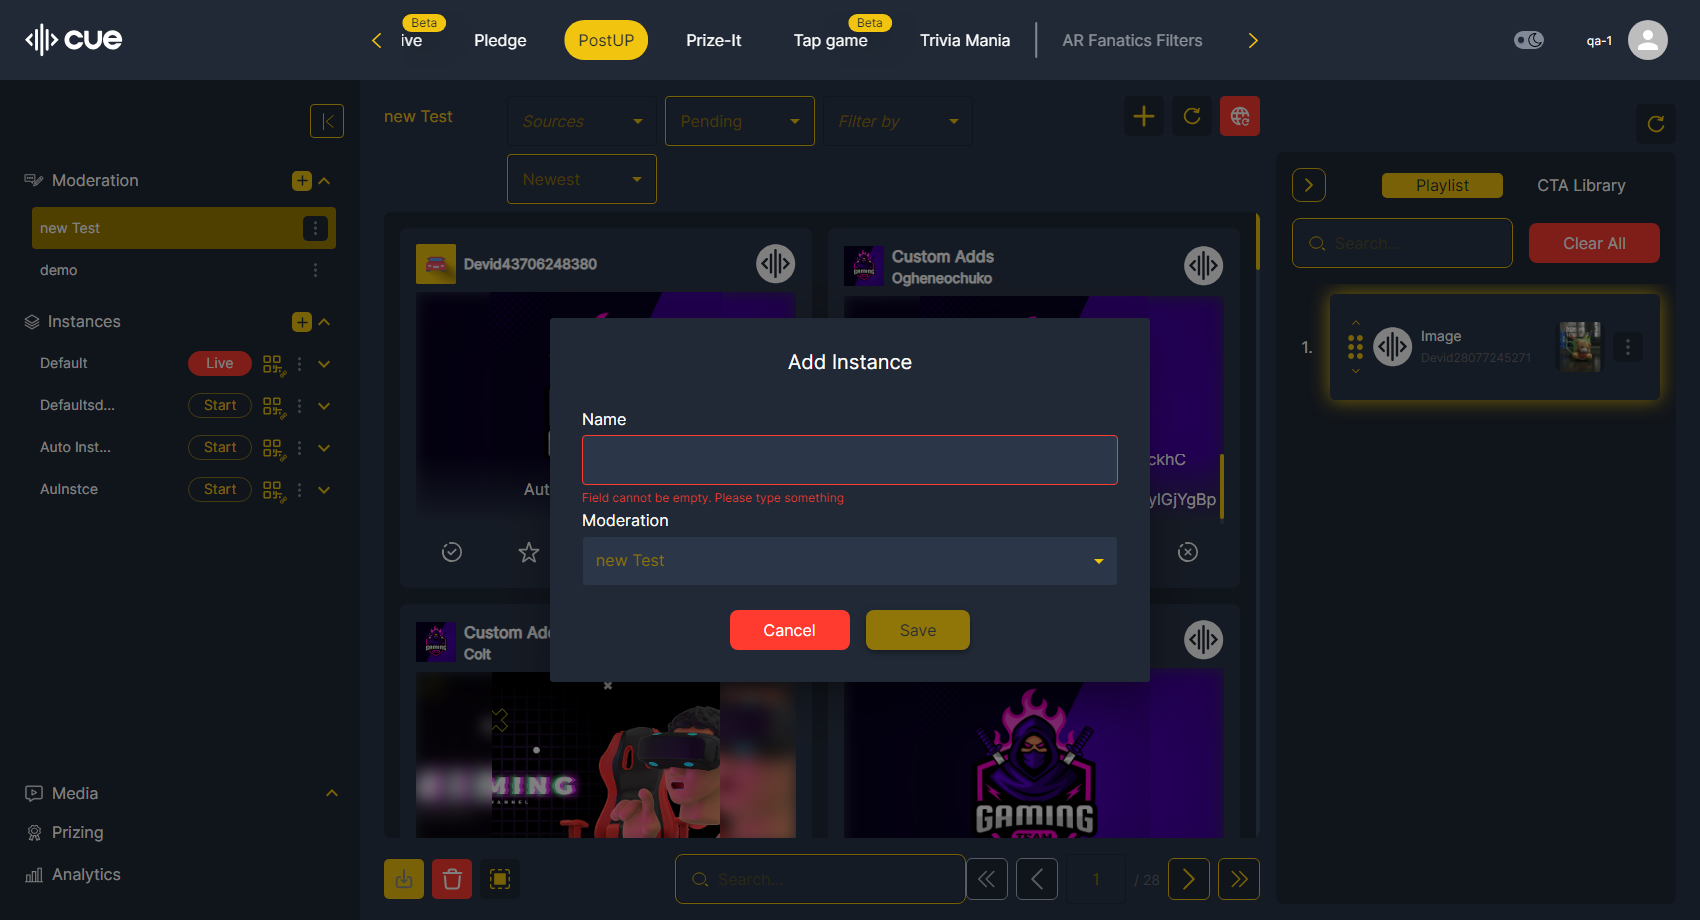 cue
Beta
ive
Pledge
PostUP
Prize-It
Beta
Tap game
Trivia Mania
AR Fanatics Filters
qa-1
Moderation
new Test
demo
Instances
Default
Live
Defaultsd...
Start
Auto Inst...
Start
AuInstce
Start
Media
Prizing
Analytics
new Test
Sources
Pending
Filter by
Newest
Devid43706248380
Custom Adds
Ogheneochuko
Aut
ckhC
ylGjYgBp
Custom Add
Colt
MING
GAMING
TEAM
Add Instance
Name
Field cannot be empty. Please type something
Moderation
new Test
Cancel
Save
Search...
1
/ 28
Playlist
CTA Library
Search...
Clear All
1.
Image
Devid28077245271